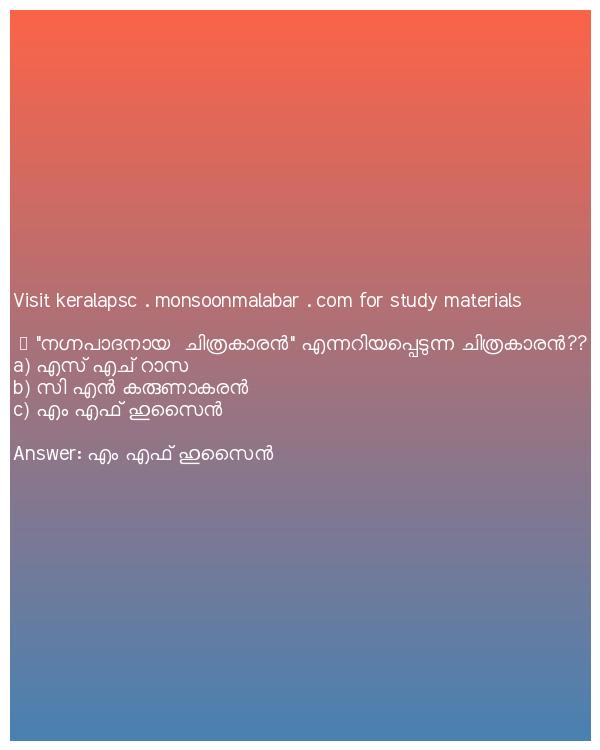 Visit keralapsc . monsoonmalabar . com for study materials
"നഗ്നപാദനായ  ചിത്രകാരൻ" എന്നറിയപ്പെടുന്ന ചിത്രകാരൻ??
a) എസ് എച് റാസ
b) സി എൻ കരുണാകരൻ
c) എം എഫ് ഹുസൈൻ
Answer: എം എഫ് ഹുസൈൻ